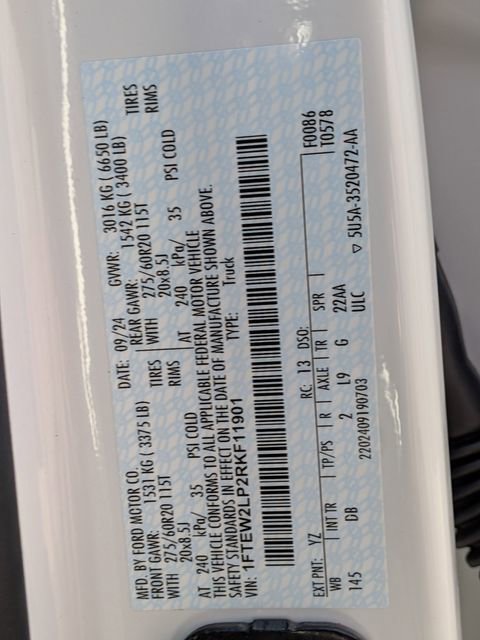 MFD. BY FORD MOTOR CO. DATE: 09/24 GVWR: 3016 KG ( 6650 LB)
FRONT GAWR: 1531 KG ( 3375 LB) REAR GAWR: 1542 KG ( 3400 LB)
WITH 275/60R20 115T TIRES WITH 275/60R20 115T TIRES
20x8.5J RIMS 20x8.5J RIMS
AT 240 kPa/ 35 PSI COLD AT 240 kPa/ 35 PSI COLD
THIS VEHICLE CONFORMS TO ALL APPLICABLE FEDERAL MOTOR VEHICLE
SAFETY STANDARDS IN EFFECT ON THE DATE OF MANUFACTURE SHOWN ABOVE.
VIN: 1FTEW2LP2RKF11901 TYPE: Truck
F0086
T0578
EXT PNT: YZ RC: 13 DSO:
WB INT TR TP/PS R AXLE TR SPR
145 DB 2 L9 G 22AA
ULC
2202409190703 ▽ 5U5A-3520472-AA